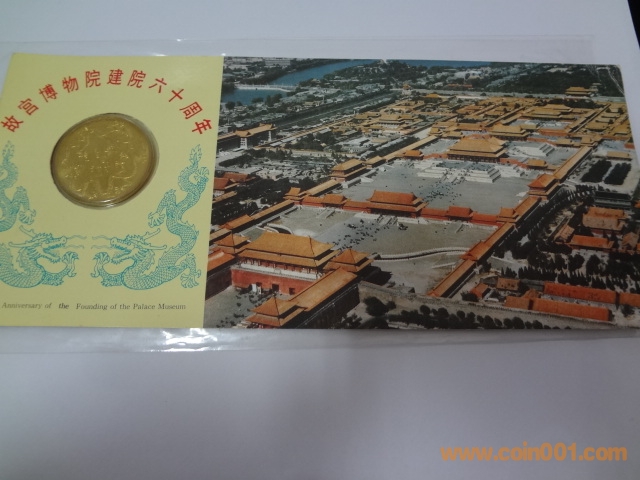 故宫博物院建院六十周年
Anniversary of the Founding of the Palace Museum
www.coin001.com